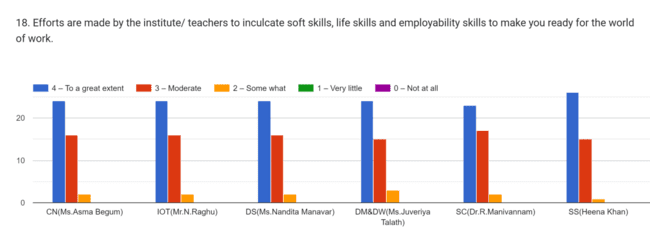 18. Efforts are made by the institute/ teachers to inculcate soft skills, life skills and employability skills to make you ready for the world
of work.
4 – To a great extent
3 – Moderate
2 – Some what
1 – Very little
0 – Not at all
20
10
0
CN(Ms.Asma Begum)
IOT(Mr.N.Raghu)
DS(Ms.Nandita Manavar)
DM&DW(Ms.Juveriya
Talath)
SC(Dr.R.Manivannam)
SS(Heena Khan)